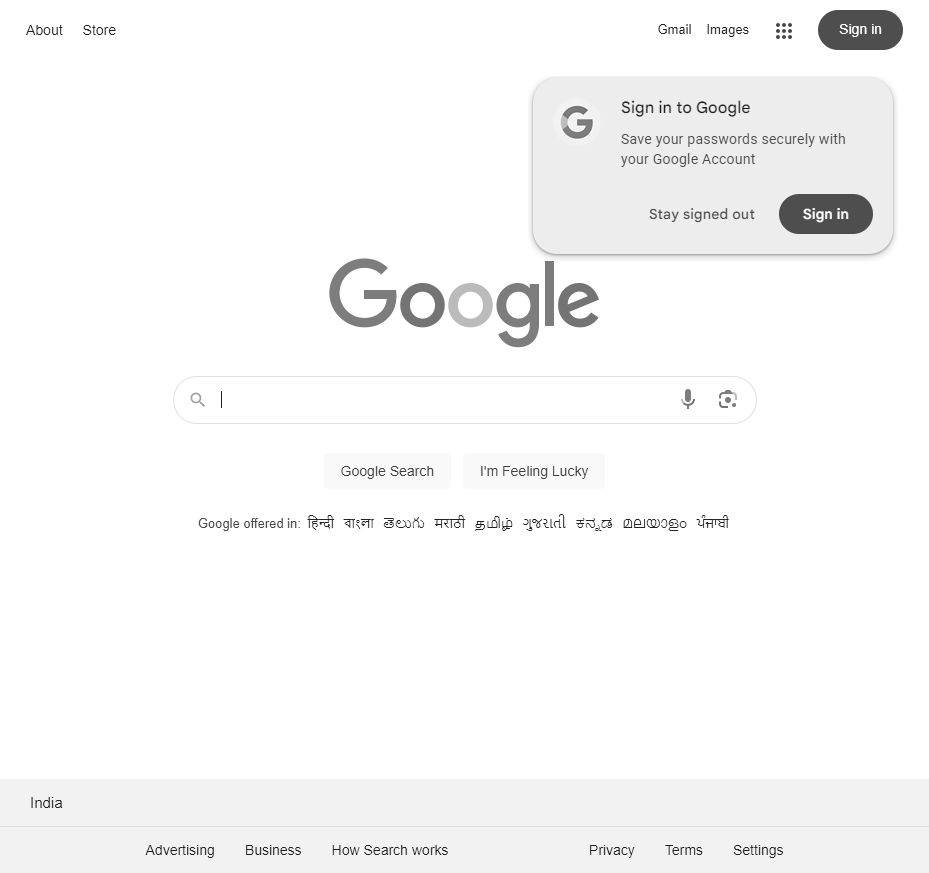 About Store Gmail Images Sign in
Sign in to Google
Save your passwords securely with
your Google Account
Stay signed out Sign in
Google
Google Search I'm Feeling Lucky
Google offered in: हिन्दी বাংলা తెలుగు मराठी தமிழ் ગુજરાતી ಕನ್ನಡ മലയാളം ਪੰਜਾਬੀ
India
Advertising Business How Search works Privacy Terms Settings